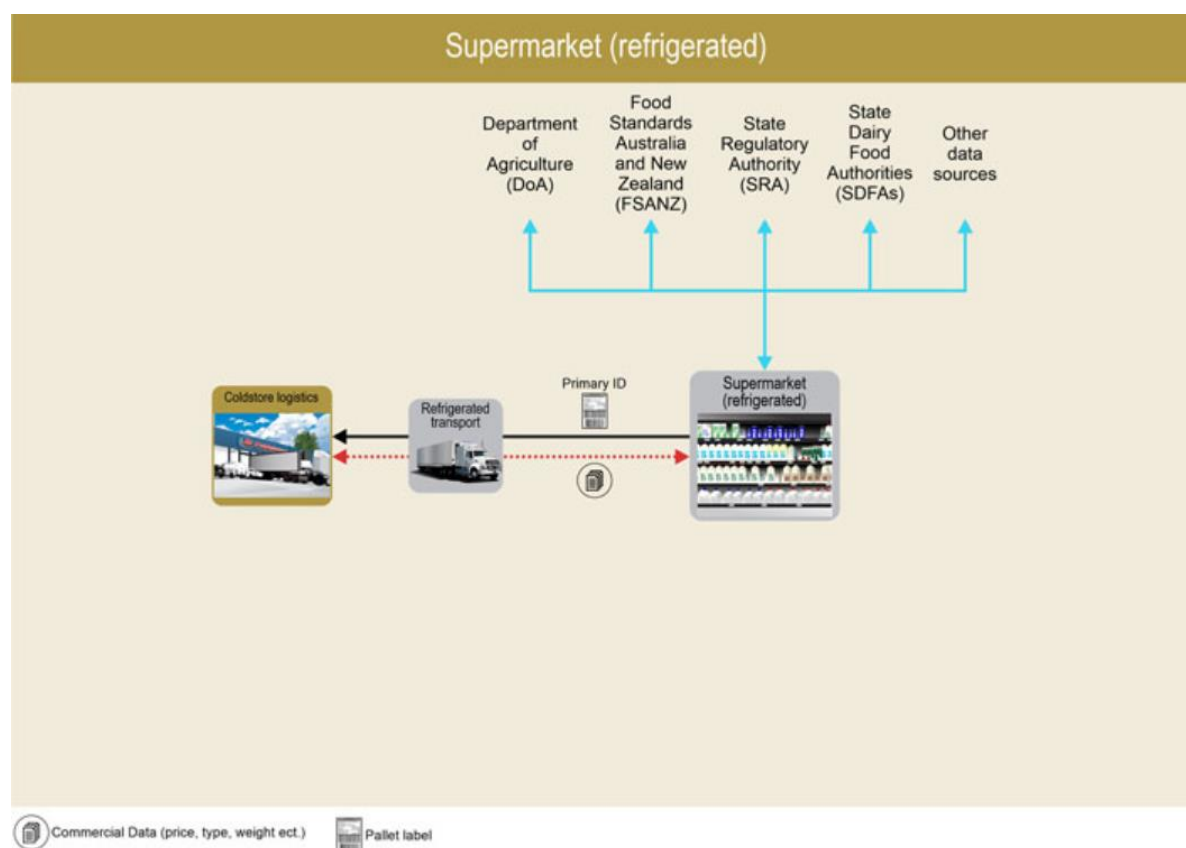 Supermarket (refrigerated)
Department
of
Agriculture
(DoA)
Food
Standards
Australia
and New
Zealand
(FSANZ)
State
Regulatory
Authority
(SRA)
State
Dairy
Food
Authorities
(SDFAs)
Other
data
sources
Coldstore logistics
Refrigerated
transport
Primary ID
Supermarket
(refrigerated)
Commercial Data (price, type, weight ect.)
Pallet label